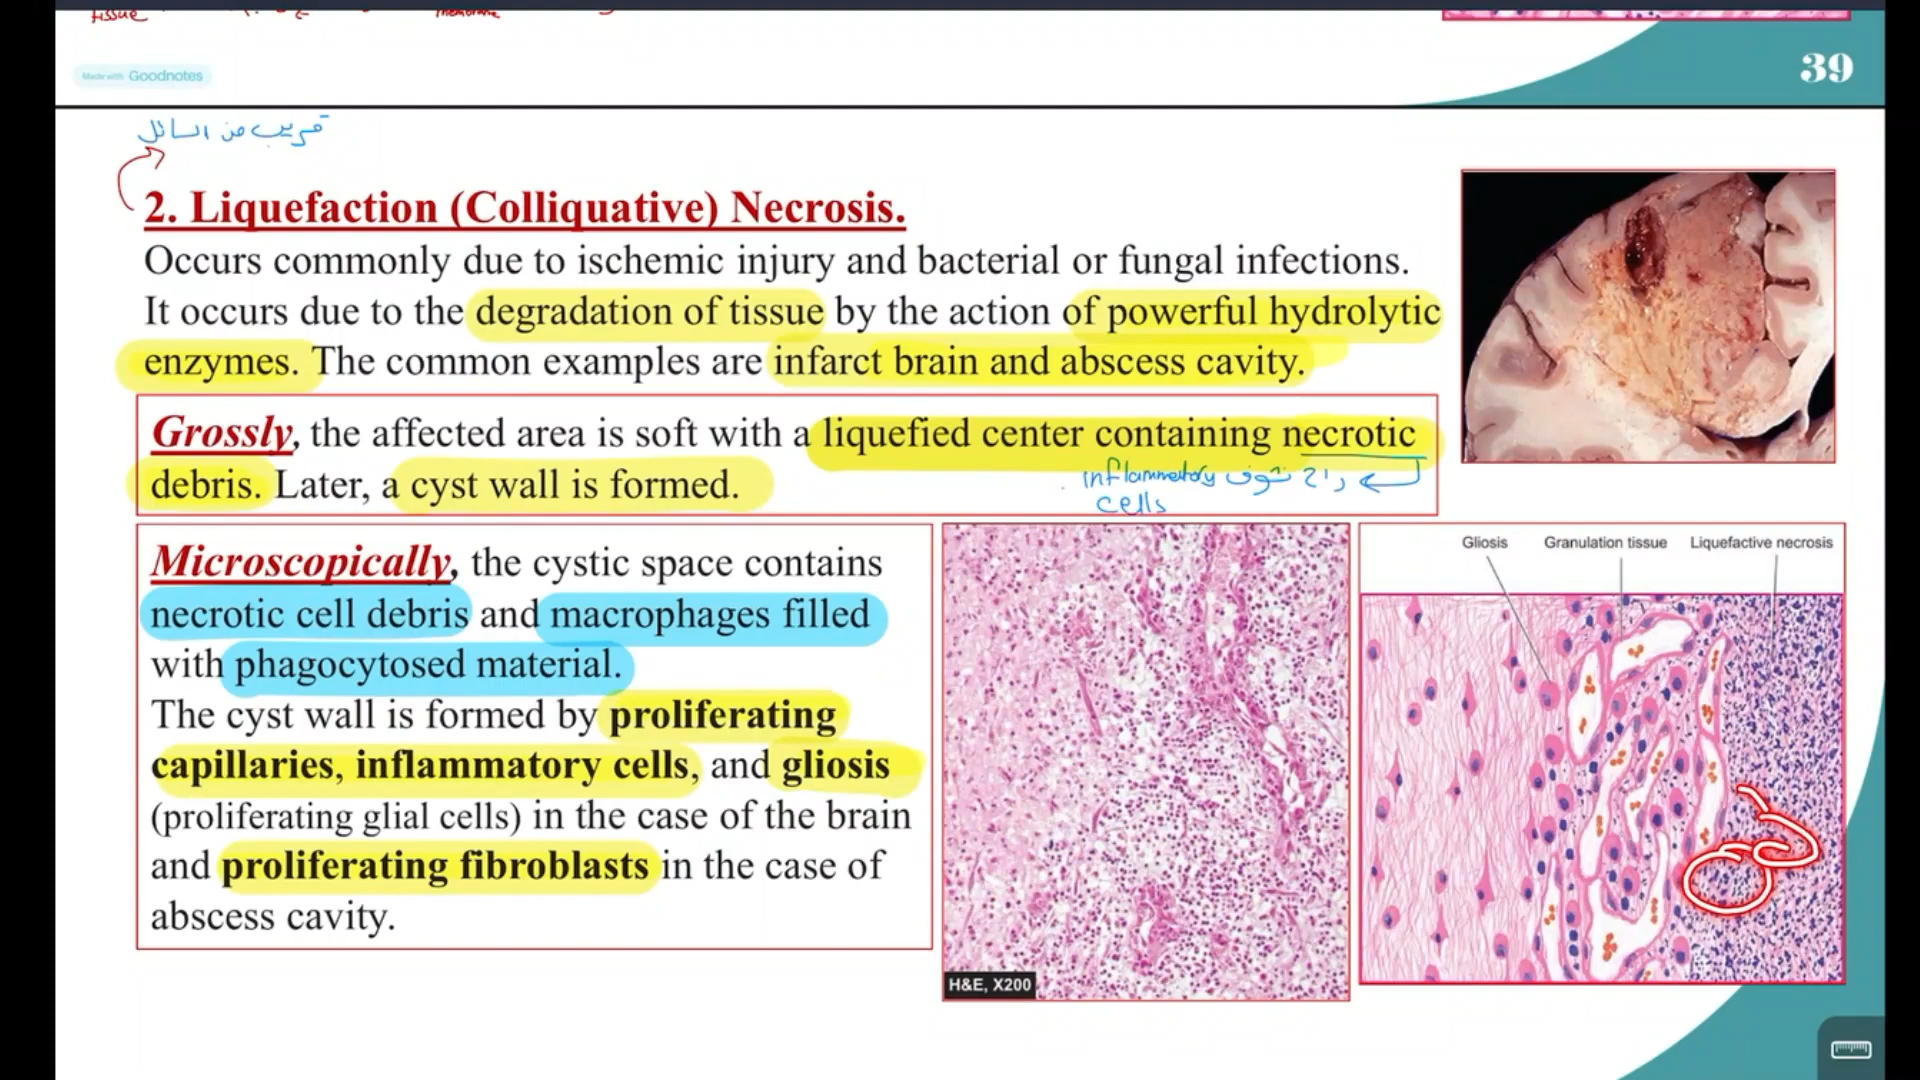 tissue
membrane
Made with Goodnotes
39
قريب من السائل
2. Liquefaction (Colliquative) Necrosis.
Occurs commonly due to ischemic injury and bacterial or fungal infections.
It occurs due to the degradation of tissue by the action of powerful hydrolytic
enzymes. The common examples are infarct brain and abscess cavity.
Grossly, the affected area is soft with a liquefied center containing necrotic
debris. Later, a cyst wall is formed.
راح نشوف inflammatory
cells
Microscopically, the cystic space contains
necrotic cell debris and macrophages filled
with phagocytosed material.
The cyst wall is formed by proliferating
capillaries, inflammatory cells, and gliosis
(proliferating glial cells) in the case of the brain
and proliferating fibroblasts in the case of
abscess cavity.
H&E, X200
Gliosis Granulation tissue Liquefactive necrosis